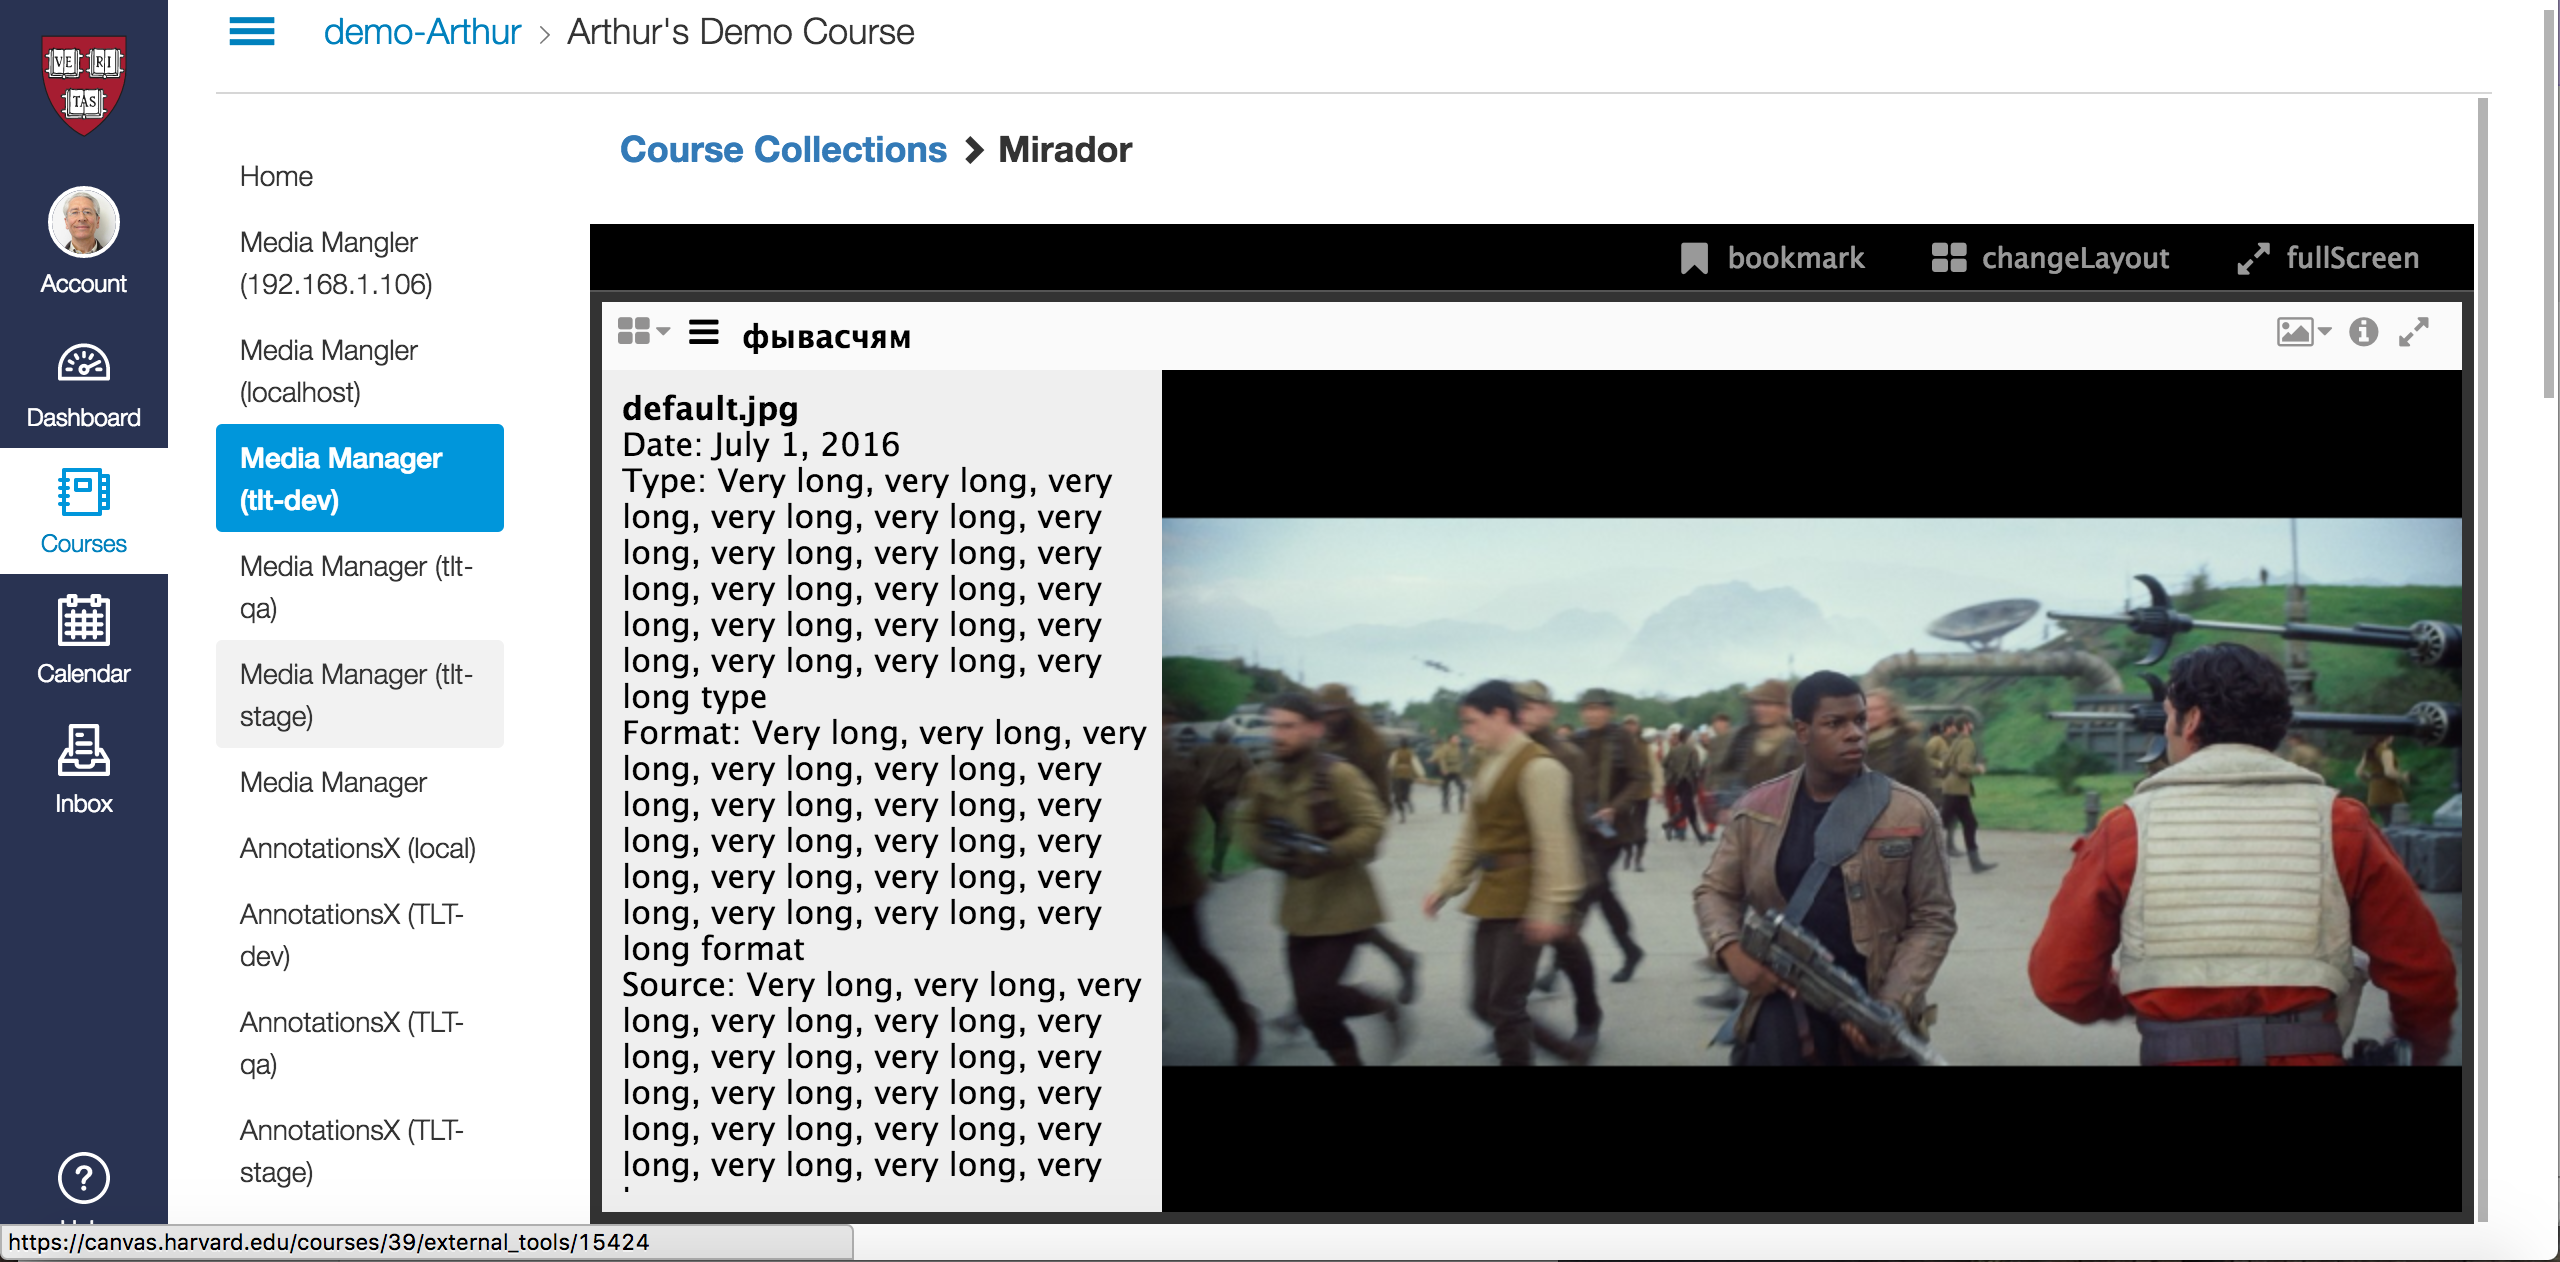 VE RI
TAS
Account
Dashboard
Courses
Calendar
Inbox
demo-Arthur > Arthur's Demo Course
Home
Media Mangler
(192.168.1.106)
Media Mangler
(localhost)
Media Manager
(tlt-dev)
Media Manager (tlt-
qa)
Media Manager (tlt-
stage)
Media Manager
AnnotationsX (local)
AnnotationsX (TLT-
dev)
AnnotationsX (TLT-
qa)
AnnotationsX (TLT-
stage)
Course Collections > Mirador
bookmark changeLayout fullScreen
фывасчям
default.jpg
Date: July 1, 2016
Type: Very long, very long, very
long, very long, very long, very
long, very long, very long, very
long, very long, very long, very
long, very long, very long, very
long, very long, very long, very
long type
Format: Very long, very long, very
long, very long, very long, very
long, very long, very long, very
long, very long, very long, very
long, very long, very long, very
long, very long, very long, very
long format
Source: Very long, very long, very
long, very long, very long, very
long, very long, very long, very
long, very long, very long, very
long, very long, very long, very
long, very long, very long, very
https://canvas.harvard.edu/courses/39/external_tools/15424